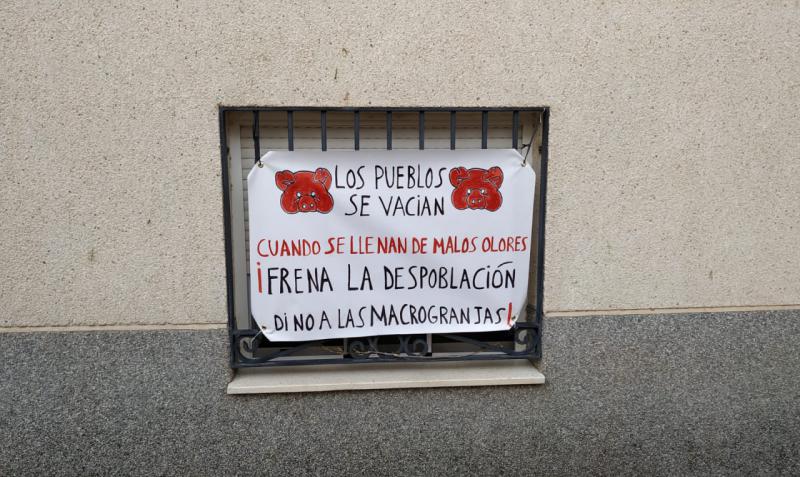 LOS PUEBLOS
SE VACIAN
CUANDO SE LLENAN DE MALOS OLORES
¡FRENA LA DESPOBLACIÓN
DI NO A LAS MACROGRANJAS!